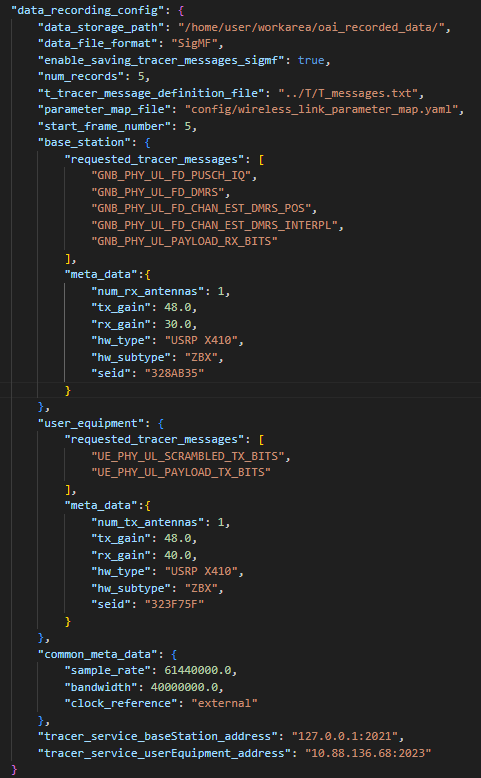 "data_recording_config": {
"data_storage_path": "/home/user/workarea/oai_recorded_data/",
"data_file_format": "SigMF",
"enable_saving_tracer_messages_sigmf": true,
"num_records": 5,
"t_tracer_message_definition_file": "../T/T_messages.txt",
"parameter_map_file": "config/wireless_link_parameter_map.yaml",
"start_frame_number": 5,
"base_station": {
"requested_tracer_messages": [
"GNB_PHY_UL_FD_PUSCH_IQ",
"GNB_PHY_UL_FD_DMRS",
"GNB_PHY_UL_FD_CHAN_EST_DMRS_POS",
"GNB_PHY_UL_FD_CHAN_EST_DMRS_INTERPL",
"GNB_PHY_UL_PAYLOAD_RX_BITS"
],
"meta_data":{
"num_rx_antennas": 1,
"tx_gain": 48.0,
"rx_gain": 30.0,
"hw_type": "USRP X410",
"hw_subtype": "ZBX",
"seid": "328AB35"
}
},
"user_equipment": {
"requested_tracer_messages": [
"UE_PHY_UL_SCRAMBLED_TX_BITS",
"UE_PHY_UL_PAYLOAD_TX_BITS"
],
"meta_data":{
"num_tx_antennas": 1,
"tx_gain": 48.0,
"rx_gain": 40.0,
"hw_type": "USRP X410",
"hw_subtype": "ZBX",
"seid": "323F75F"
}
},
"common_meta_data": {
"sample_rate": 61440000.0,
"bandwidth": 40000000.0,
"clock_reference": "external"
},
"tracer_service_baseStation_address": "127.0.0.1:2021",
"tracer_service_userEquipment_address": "10.88.136.68:2023"
}